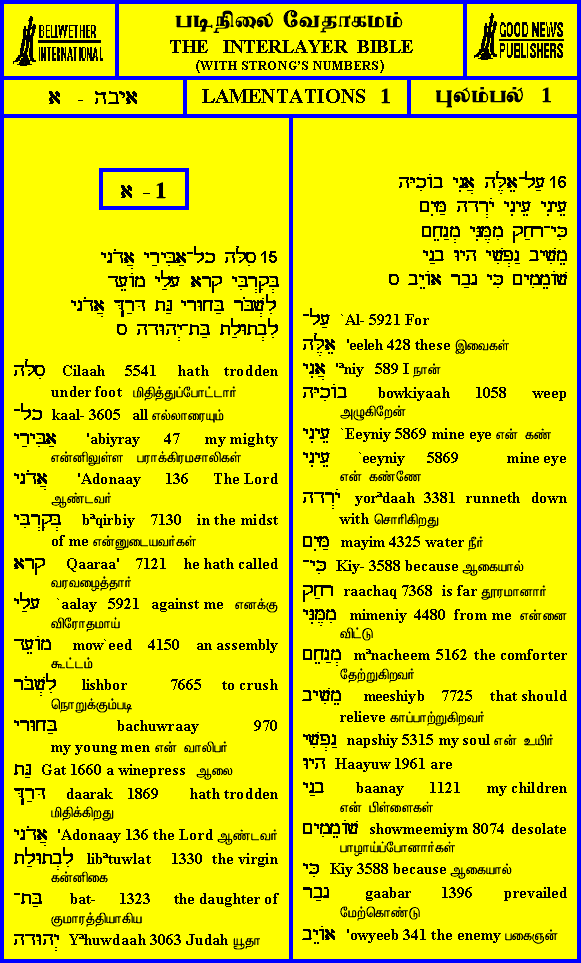 BELLWETHER
INTERNATIONAL
படிநிலை வேதாகமம்
THE INTERLAYER BIBLE
(WITH STRONG'S NUMBERS)
GOOD NEWS
PUBLISHERS
איכה - א
LAMENTATIONS 1
புலம்பல் 1
א - 1
15 סִלָּה כָל־אַבִּירַי אֲדֹנָי
בְּקִרְבִּי קָרָא עָלַי מוֹעֵד
לִשְׁבֹּר בַּחוּרָי גַּת דָּרַךְ אֲדֹנָי
לִבְתוּלַת בַּת־יְהוּדָה ס
סִלָּה Cilaah 5541 hath trodden
under foot மிதித்துப்போட்டார்
כָל־ kaal- 3605 all எல்லாரையும்
אַבִּירַי 'abiyray 47 my mighty
என்னிலுள்ள பராக்கிரமசாலிகள்
אֲדֹנָי 'Adonaay 136 The Lord
ஆண்டவர்
בְּקִרְבִּי bªqirbiy 7130 in the midst
of me என்னுடையவர்கள்
קָרָא Qaaraa' 7121 he hath called
வரவழைத்தார்
עָלַי `aalay 5921 against me எனக்கு
விரோதமாய்
מוֹעֵד mow`eed 4150 an assembly
கூட்டம்
לִשְׁבֹּר lishbor 7665 to crush
நொறுக்கும்படி
בַּחוּרָי bachuwraay 970
my young men என் வாலிபர்
גַּת Gat 1660 a winepress ஆலை
דָּרַךְ daarak 1869 hath trodden
மிதிக்கிறது
אֲדֹנָי 'Adonaay 136 the Lord ஆண்டவர்
לִבְתוּלַת libªtuwlat 1330 the virgin
கன்னிகை
בַּת־ bat- 1323 the daughter of
குமாரத்தியாகிய
יְהוּדָה Yªhuwdaah 3063 Judah யூதா
16 עַל־אֵלֶּה אֲנִי בוֹכִיָּה
עֵינִי עֵינִי יֹרְדָה מַּיִם
כִּי־רָחַק מִמֶּנִּי מְנַחֵם
מֵשִׁיב נַפְשִׁי הָיוּ בָנַי
שׁוֹמֵמִים כִּי גָבַר אוֹיֵב ס
עַל־ `Al- 5921 For
אֵלֶּה 'eeleh 428 these இவைகள்
אֲנִי 'ªniy 589 I நான்
בוֹכִיָּה bowkiyaah 1058 weep
அழுகிறேன்
עֵינִי `Eeyniy 5869 mine eye என் கண்
עֵינִי `eeyniy 5869 mine eye
என் கண்ணே
יֹרְדָה yorªdaah 3381 runneth down
with சொரிகிறது
מַּיִם mayim 4325 water நீர்
כִּי־ Kiy- 3588 because ஆகையால்
רָחַק raachaq 7368 is far தூரமானார்
מִמֶּנִּי mimeniy 4480 from me என்னை
விட்டு
מְנַחֵם mªnacheem 5162 the comforter
தேற்றுகிறவர்
מֵשִׁיב meeshiyb 7725 that should
relieve காப்பாற்றுகிறவர்
נַפְשִׁי napshiy 5315 my soul என் உயிர்
הָיוּ Haayuw 1961 are
בָנַי baanay 1121 my children
என் பிள்ளைகள்
שׁוֹמֵמִים showmeemiym 8074 desolate
பாழாய்ப்போனார்கள்
כִּי Kiy 3588 because ஆகையால்
גָבַר gaabar 1396 prevailed
மேற்கொண்டு
אוֹיֵב 'owyeeb 341 the enemy பகைஞன்